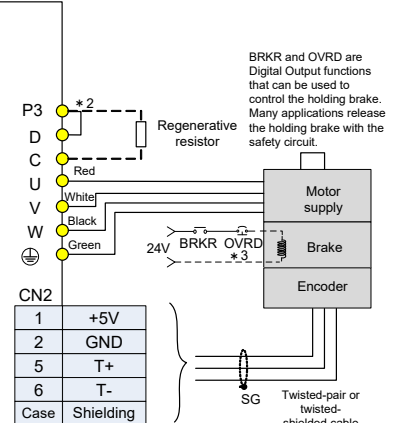 BRKR and OVRD are
Digital Output functions
that can be used to
control the holding brake.
Many applications release
the holding brake with the
safety circuit.
P3
*2
D
C
Regenerative
resistor
U
Red
V
White
W
Black
Green
Motor
supply
24V
BRKR
OVRD
*3
Brake
Encoder
CN2
1 +5V
2 GND
5 T+
6 T-
Case Shielding
SG
Twisted-pair or
twisted-
shielded cable